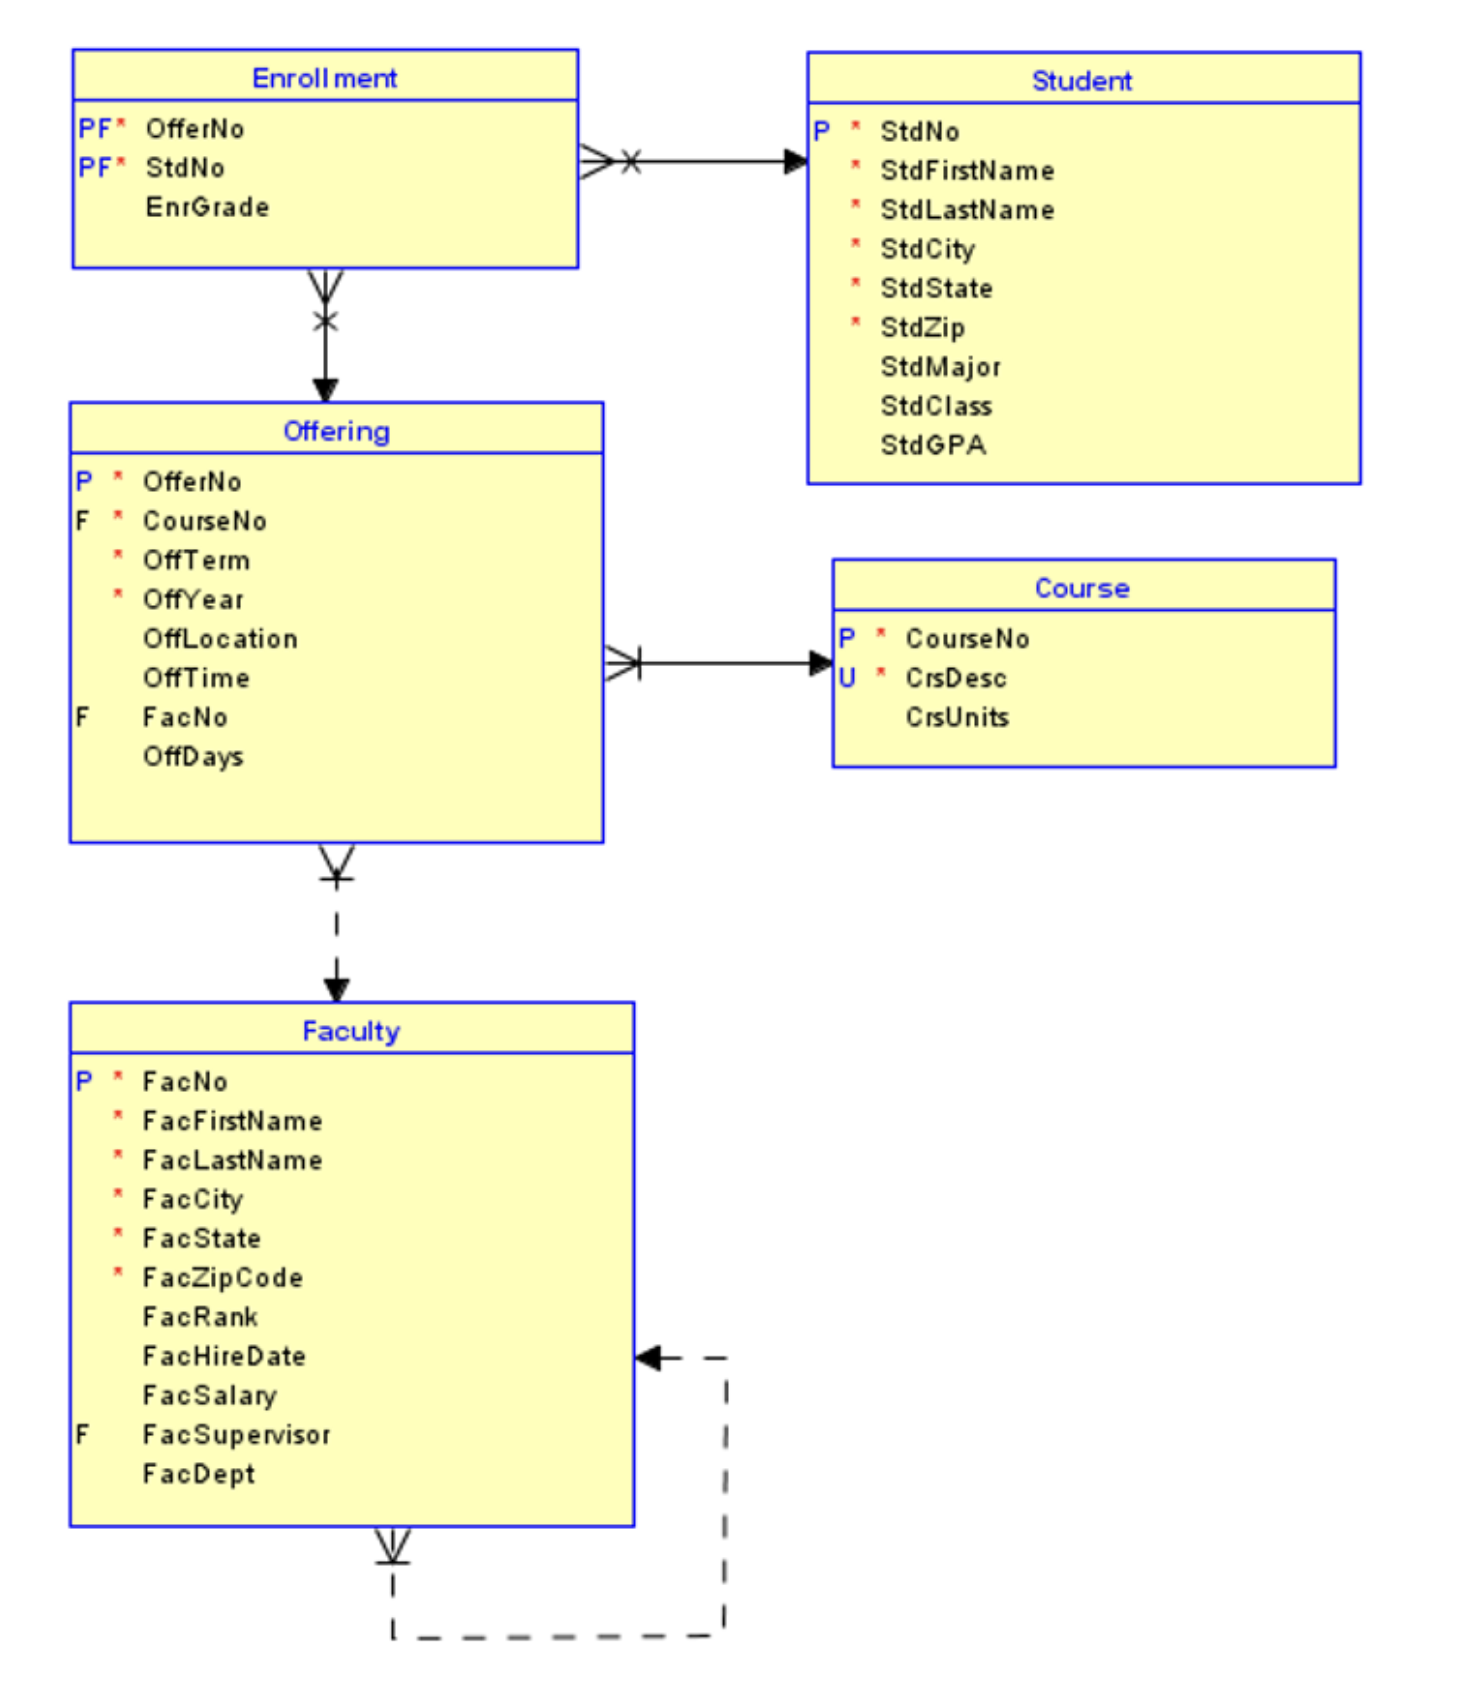 Enrollment
PF* OfferNo
PF* StdNo
EnrGrade
Student
P * StdNo
* StdFirstName
* StdLastName
* StdCity
* StdState
* StdZip
StdMajor
StdClass
StdGPA
Offering
P * OfferNo
F * CourseNo
* OffTerm
* OffYear
OffLocation
OffTime
F FacNo
OffDays
Course
P * CourseNo
U * CrsDesc
CrsUnits
Faculty
P * FacNo
* FacFirstName
* FacLastName
* FacCity
* FacState
* FacZipCode
FacRank
FacHireDate
FacSalary
F FacSupervisor
FacDept